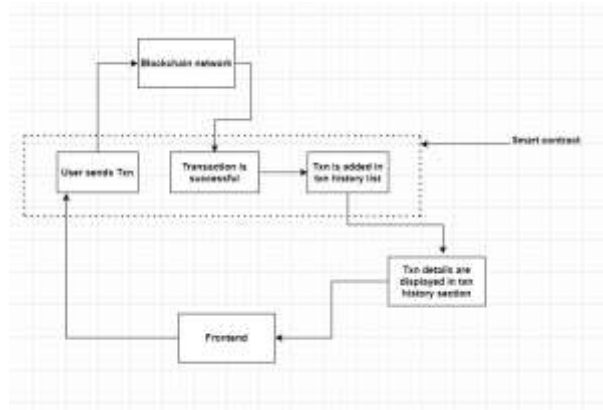 Blockchain network
Smart contract
User sends Txn
Transaction is
successful
Txn is added in
txn history list
Txn details are
displayed in txn
history section
Frontend